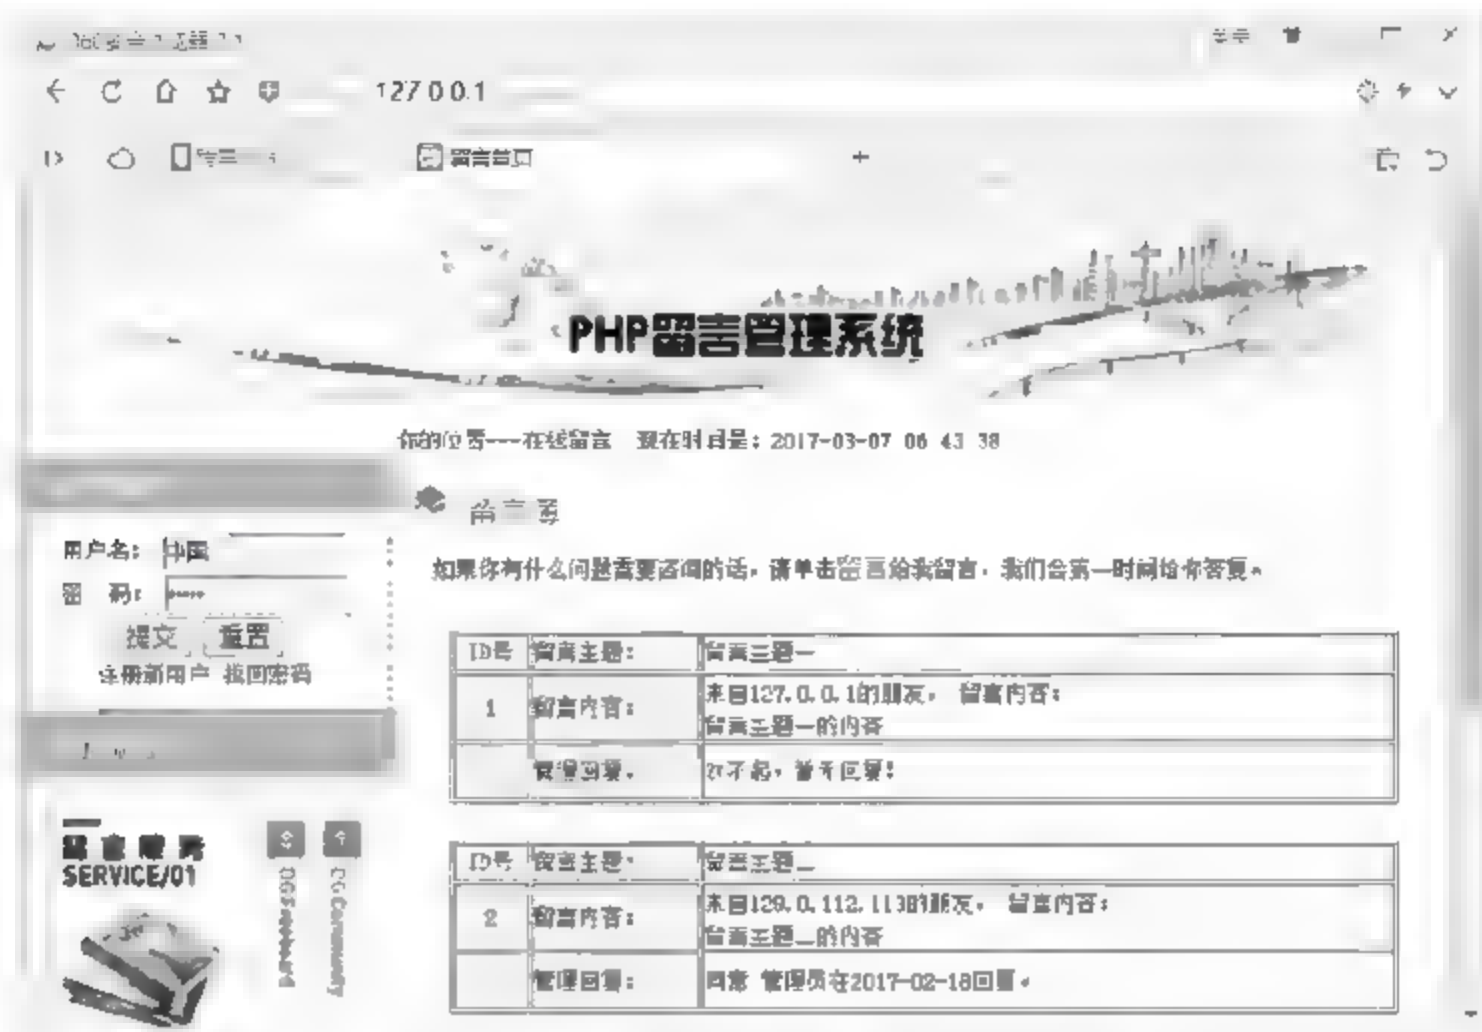 127.0.0.1
留言首页
PHP留言管理系统
你的位置---在线留言 现在时间是：2017-03-07 06 43 38
用户名： 中国
密 码：
提交 重置
注册新用户 找回密码
如果你有什么问题需要咨询的话，请单击留言给我留言，我们会第一时间给你答复。
ID号 留言主题： 留言主题一
1 留言内容： 来自127.0.0.1的朋友， 留言内容：
留言主题一的内容
管理回复： 对不起，暂无回复！
ID号 留言主题： 留言主题二
2 留言内容： 来自129.0.112.113的朋友， 留言内容：
留言主题二的内容
管理回复： 同意 管理员在2017-02-18回复。
SERVICE/01